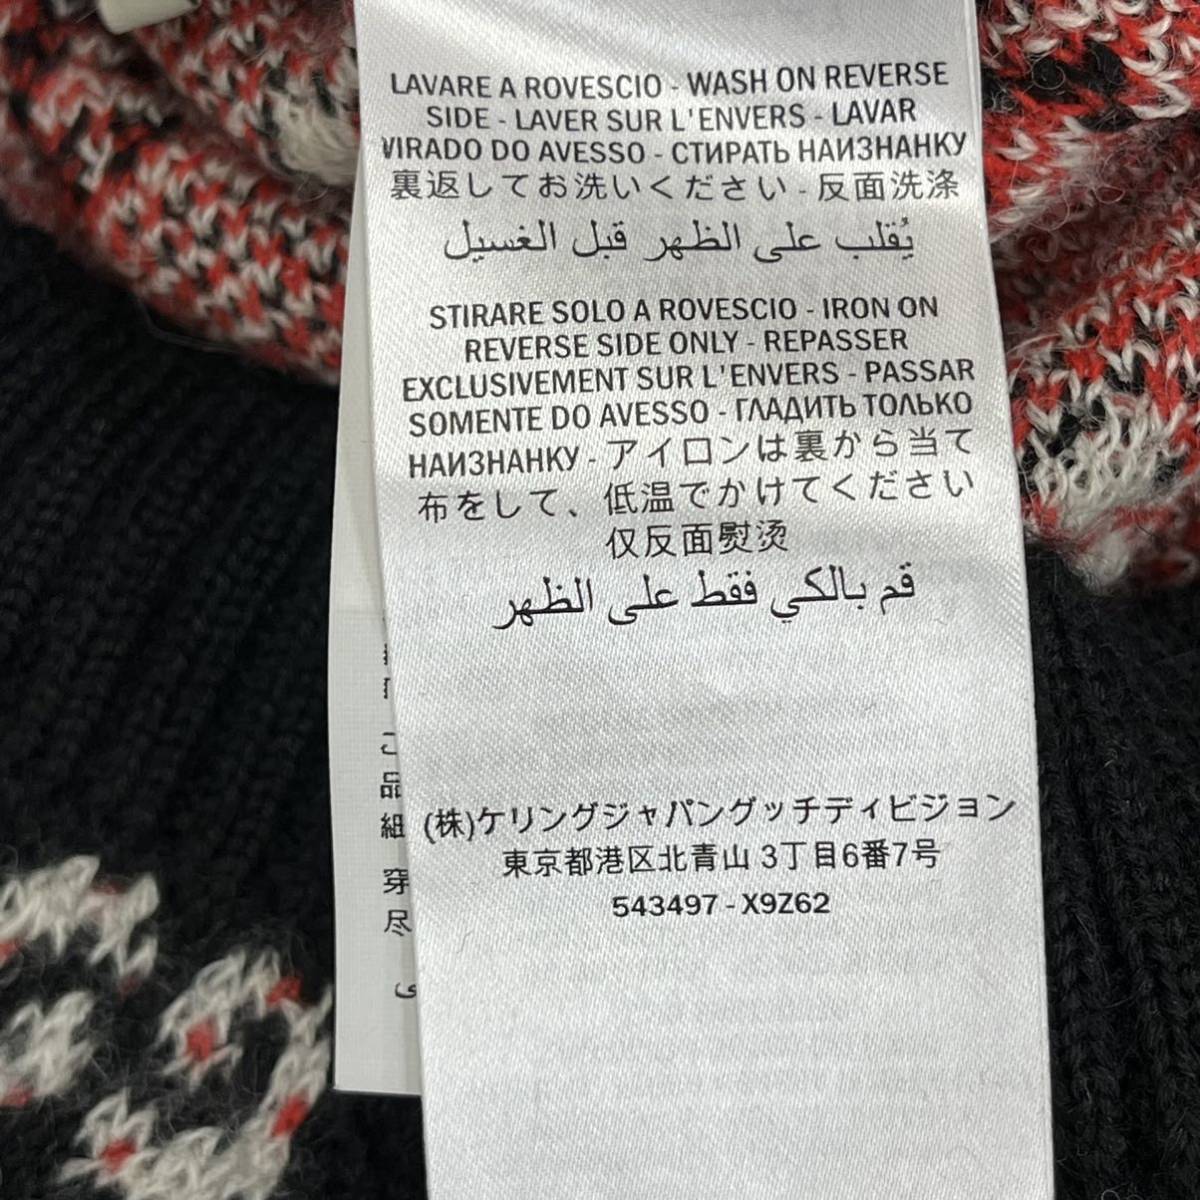 LAVARE A ROVESCIO - WASH ON REVERSE
SIDE - LAVER SUR L'ENVERS - LAVAR
VIRADO DO AVESSO - СТИРАТЬ НАИЗНАНКУ
裏返してお洗いください - 反面洗涤
يُقلب على الظهر قبل الغسيل
STIRARE SOLO A ROVESCIO - IRON ON
REVERSE SIDE ONLY - REPASSER
EXCLUSIVEMENT SUR L'ENVERS - PASSAR
SOMENTE DO AVESSO - ГЛАДИТЬ ТОЛЬКО
НАИЗНАНКУ - アイロンは裏から当て
布をして、低温でかけてください
仅反面熨烫
قم بالكي فقط على الظهر
(株)ケリングジャパングッチディビジョン
東京都港区北青山 3丁目6番7号
543497 - X9Z62
品
細
穿
尽